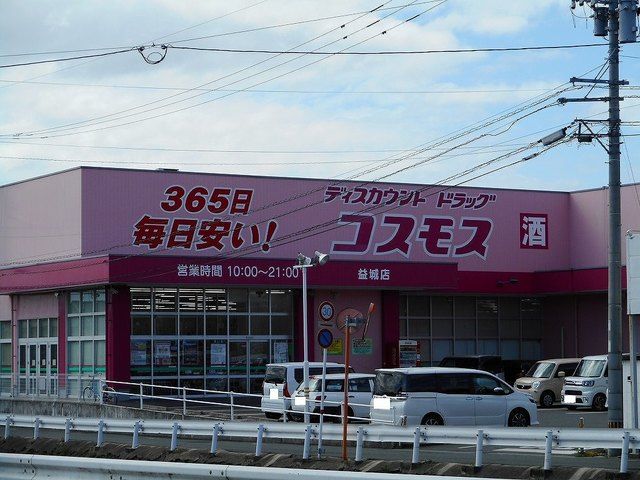 365日
毎日安い!
ディスカウント ドラッグ
コスモス
酒
営業時間 10:00〜21:00
益城店
30